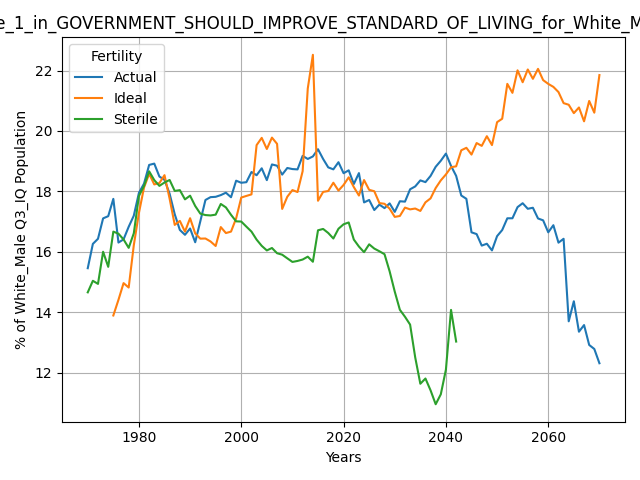 e_1_in_GOVERNMENT_SHOULD_IMPROVE_STANDARD_OF_LIVING_for_White_M
Fertility
Actual
Ideal
Sterile
% of White_Male Q3_IQ Population
22
20
18
16
14
12
1980 2000 2020 2040 2060
Years